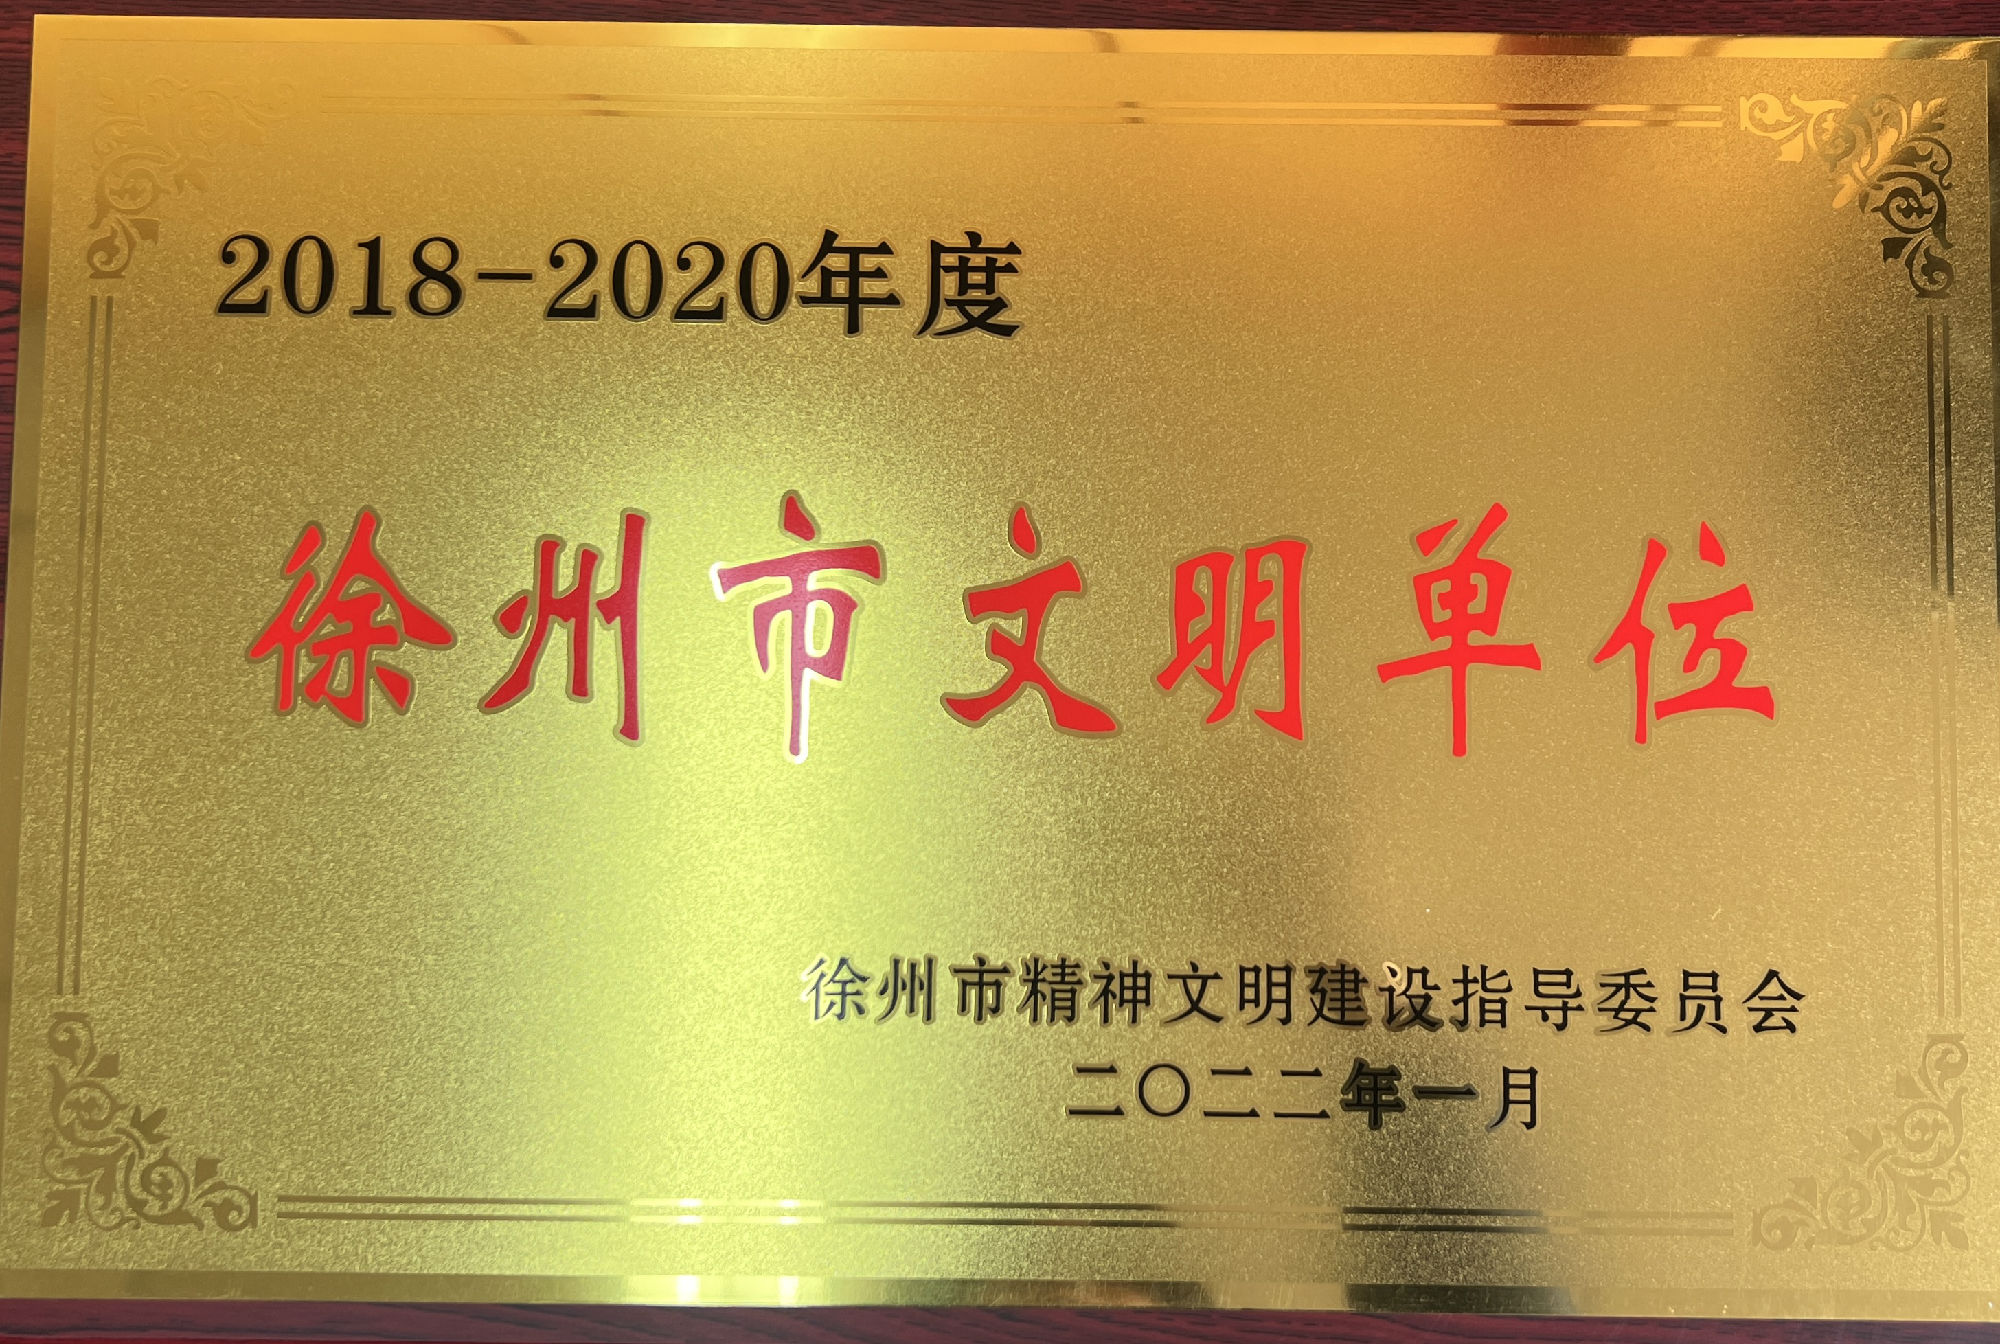 2018-2020年度
徐州市文明单位
徐州市精神文明建设指导委员会
二〇二二年一月